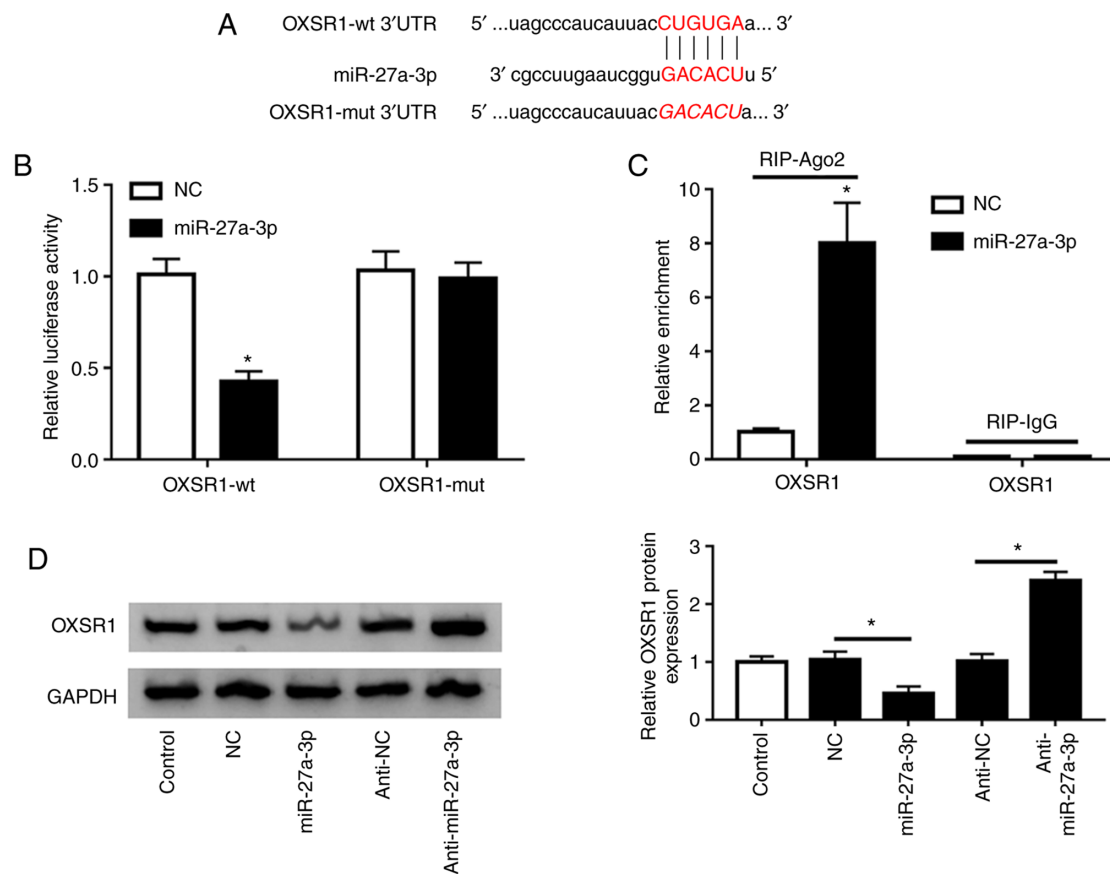 A
OXSR1-wt 3′UTR 5′ ...uagcccaucauuacCUGUGAa... 3′
miR-27a-3p 3′ cgccuugaaucgguGACACUu 5′
OXSR1-mut 3′UTR 5′ ...uagcccaucauuacGACACUa... 3′
B
NC
miR-27a-3p
Relative luciferase activity
1.5
1.0
0.5
0.0
OXSR1-wt OXSR1-mut
*
C
RIP-Ago2
*
NC
miR-27a-3p
Relative enrichment
10
8
6
4
2
0
RIP-IgG
OXSR1 OXSR1
D
OXSR1
GAPDH
Control
NC
miR-27a-3p
Anti-NC
Anti-miR-27a-3p
Relative OXSR1 protein
expression
3
2
1
0
*
*
Control
NC
miR-27a-3p
Anti-NC
Anti-
miR-27a-3p